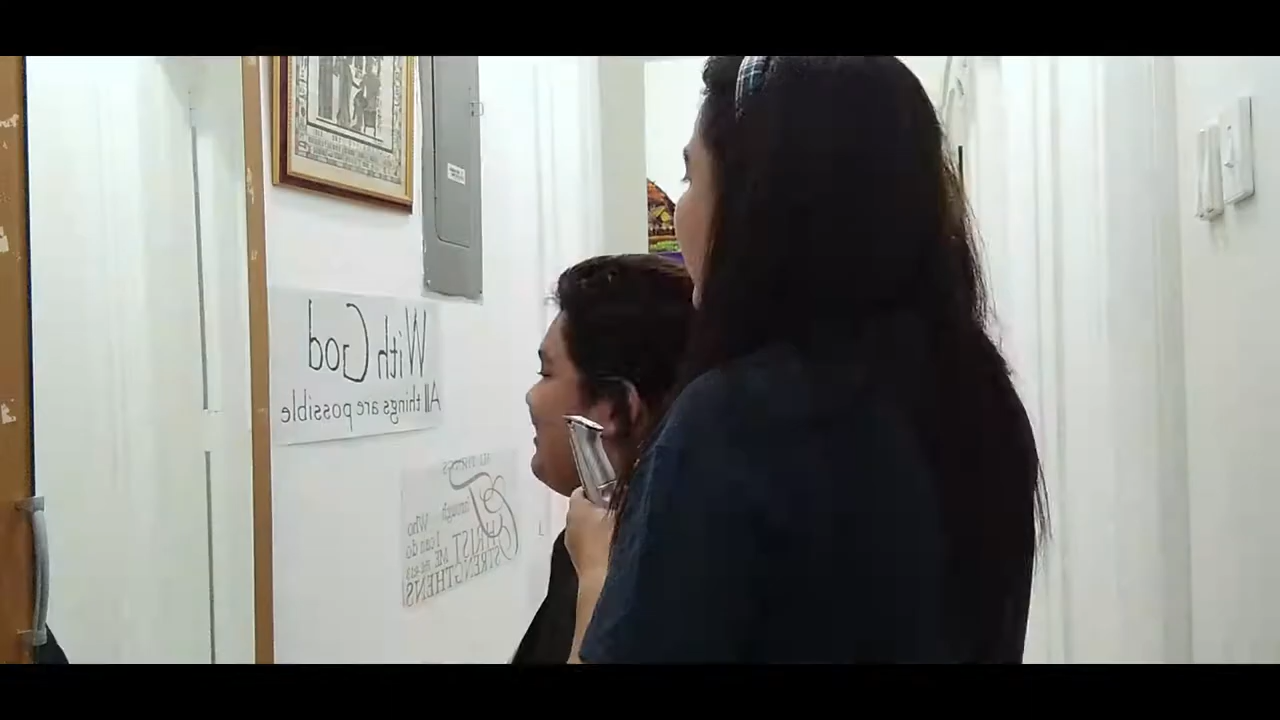 With God
All things are possible
ALL THINGS
Through
Who
I can do
CHRIST ME
STRENGTHENS